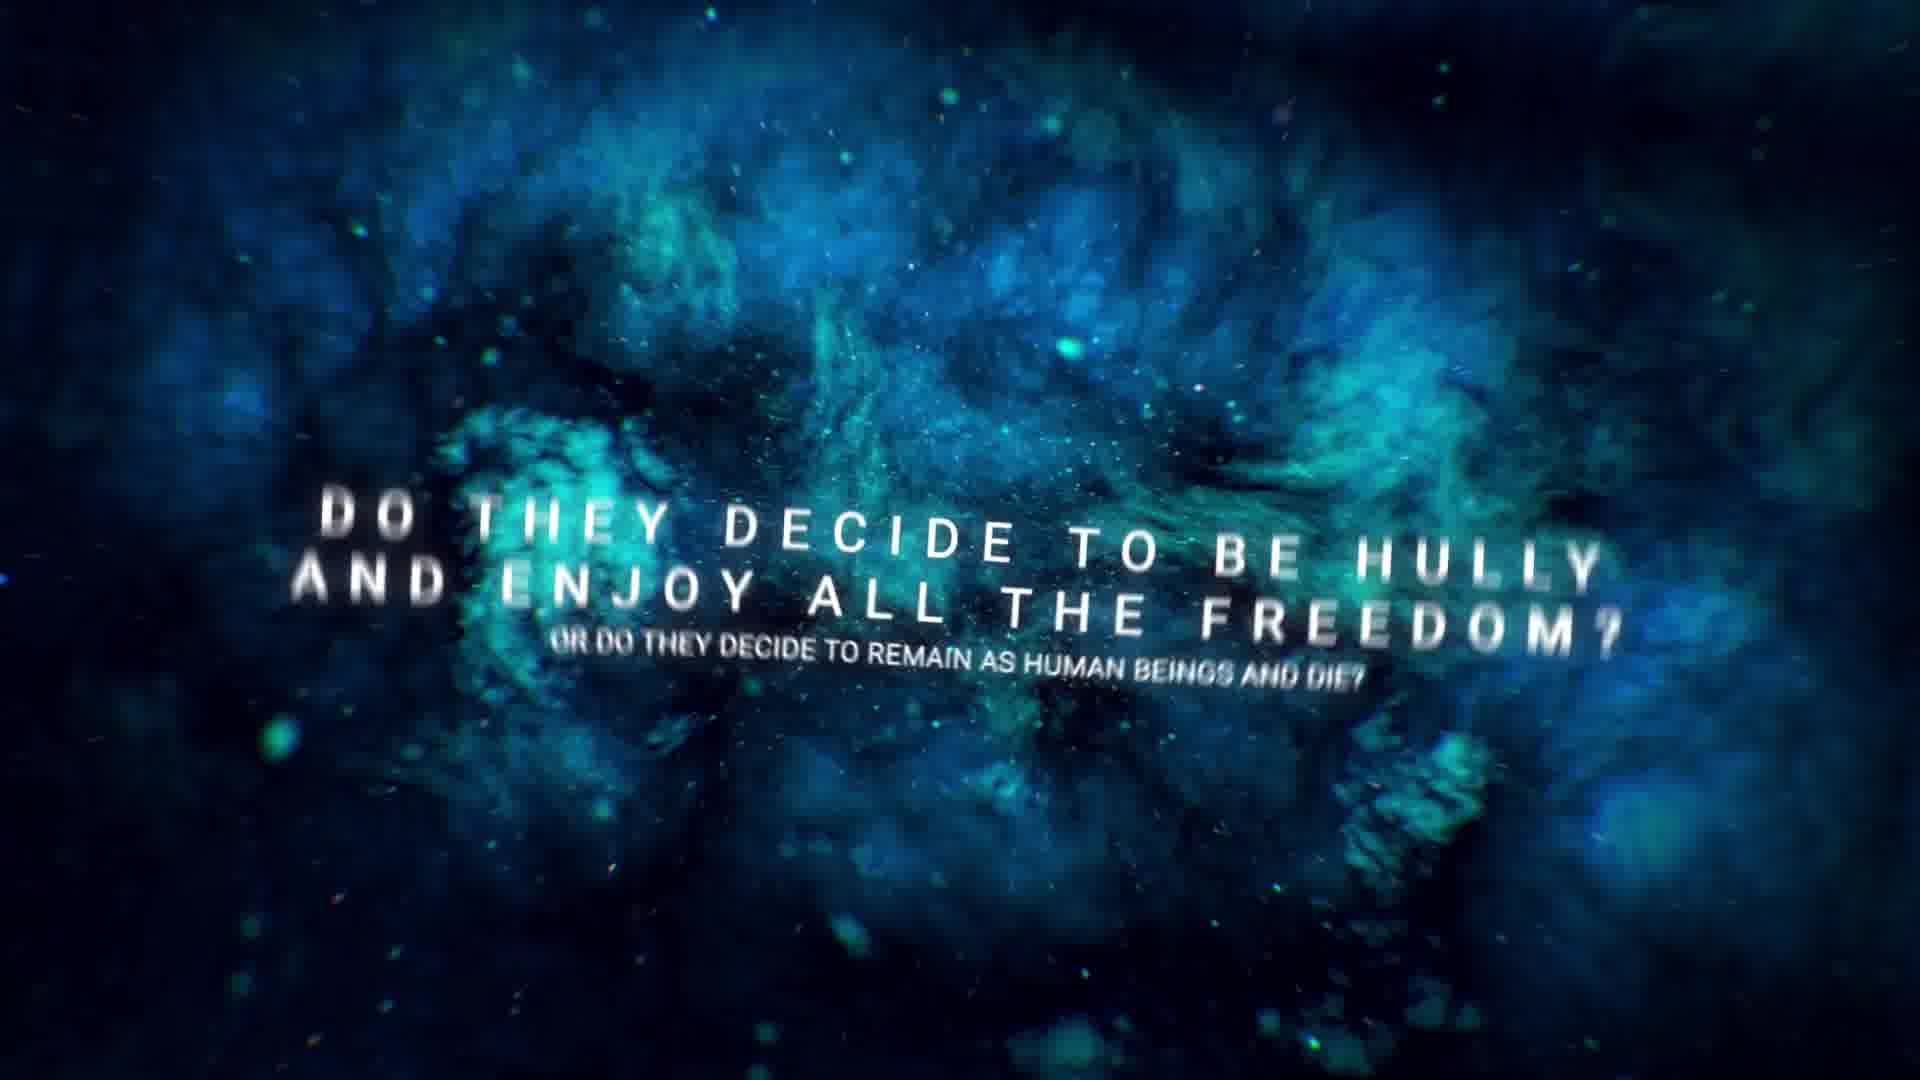 DO THEY DECIDE TO BE HULLY
AND ENJOY ALL THE FREEDOM?
OR DO THEY DECIDE TO REMAIN AS HUMAN BEINGS AND DIE?